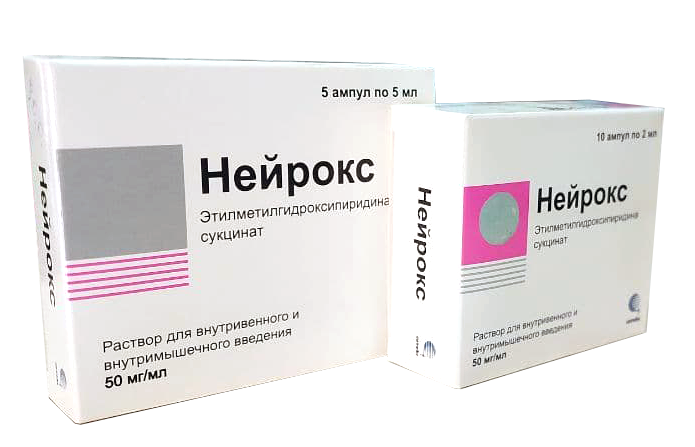 5 ампул по 5 мл
Нейрокс
Этилметилгидроксипиридина
сукцинат
Раствор для внутривенного и
внутримышечного введения
50 мг/мл
Нейрокс
10 ампул по 2 мл
Нейрокс
Этилметилгидроксипиридина
сукцинат
Раствор для внутривенного и
внутримышечного введения
50 мг/мл
Нейрокс